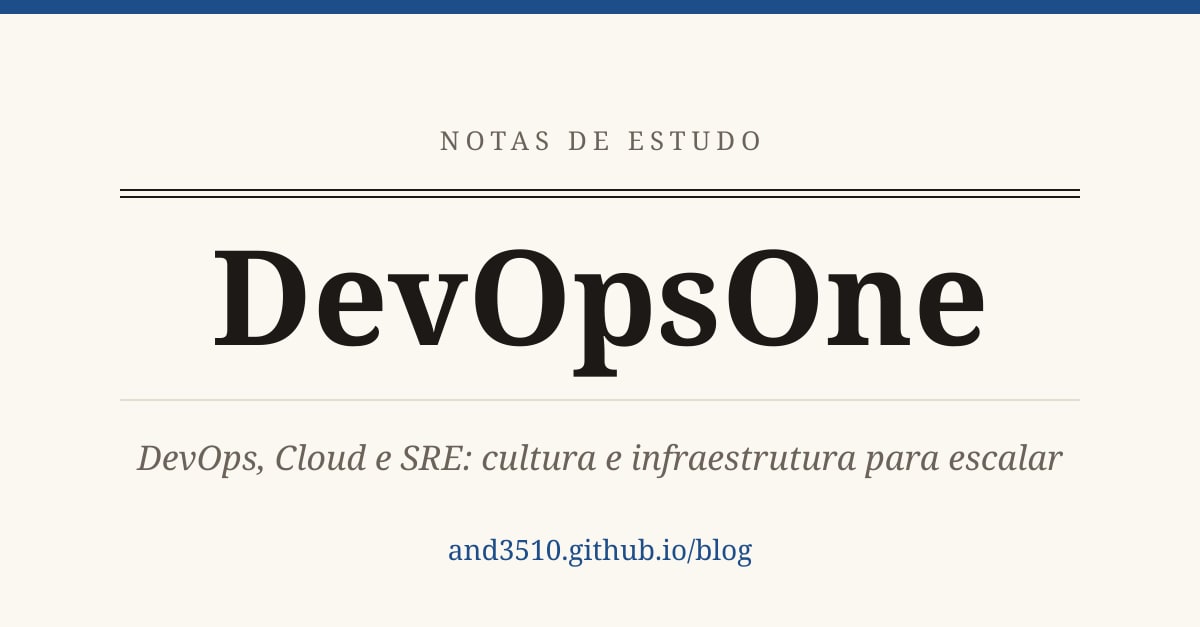 NOTAS DE ESTUDO
DevOpsOne
DevOps, Cloud e SRE: cultura e infraestrutura para escalar
and3510.github.io/blog